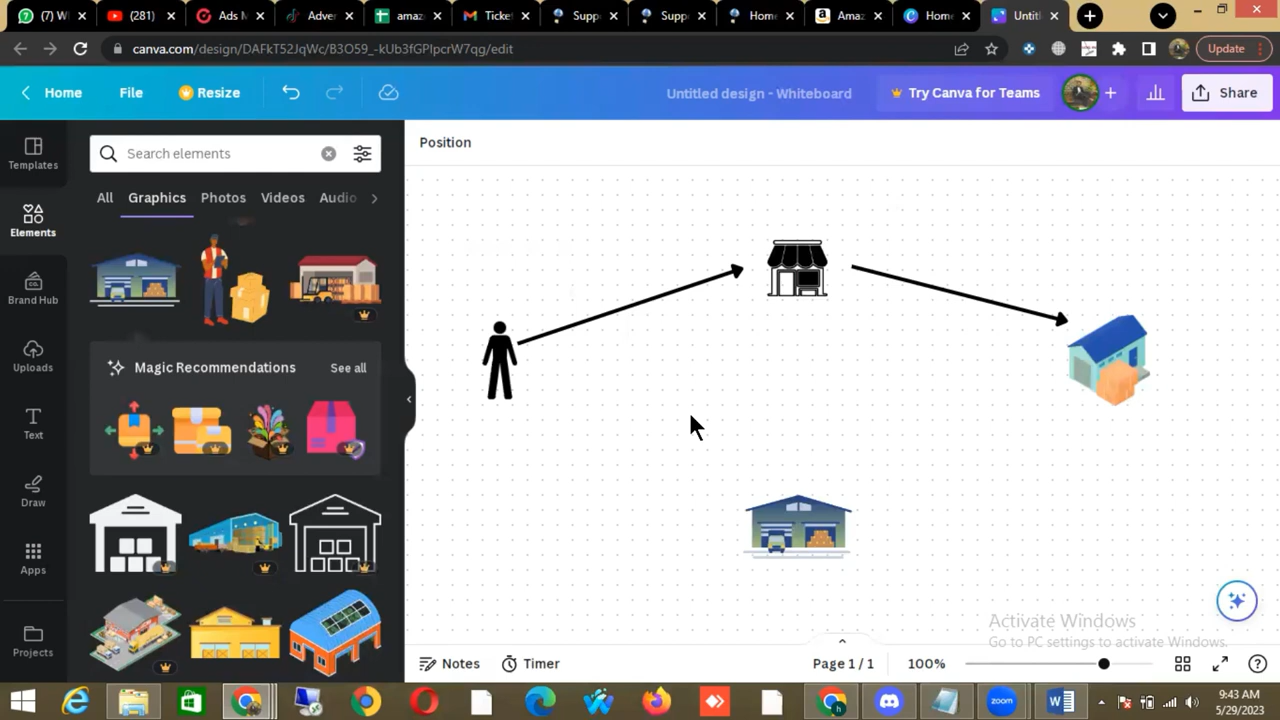 (7) W
(281)
Ads M
Adver
amaz
Ticke
Supp
Supp
Home
Amaz
Home
Untit
canva.com/design/DAFkT52JqWc/B3O59_-kUb3fGPlpcrW7qg/edit
Update
Home
File
Resize
Untitled design - Whiteboard
Try Canva for Teams
Share
Templates
Elements
Brand Hub
Uploads
Text
Draw
Apps
Projects
Search elements
All
Graphics
Photos
Videos
Audio
Magic Recommendations
See all
Position
Activate Windows
Go to PC settings to activate Windows.
Notes
Timer
Page 1 / 1
100%
9:43 AM
5/29/2023